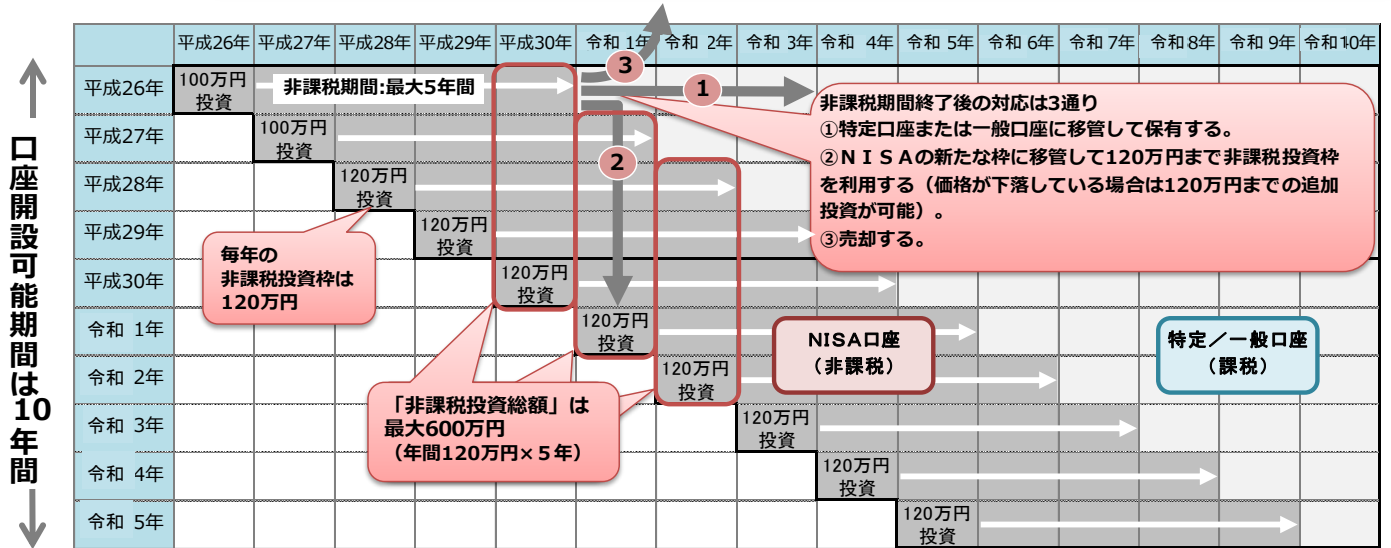 平成26年 平成27年 平成28年 平成29年 平成30年 令和 1年 令和 2年 令和 3年 令和 4年 令和 5年 令和 6年 令和 7年 令和8年 令和 9年 令和10年
口座開設可能期間は10年間
平成26年
100万円
投資
非課税期間:最大5年間
3
1
平成27年
100万円
投資
2
平成28年
120万円
投資
平成29年
120万円
投資
平成30年
120万円
投資
令和 1年
120万円
投資
令和 2年
120万円
投資
令和 3年
120万円
投資
令和 4年
120万円
投資
令和 5年
120万円
投資
非課税期間終了後の対応は3通り
①特定口座または一般口座に移管して保有する。
②ＮＩＳＡの新たな枠に移管して120万円まで非課税投資枠
を利用する（価格が下落している場合は120万円までの追加
投資が可能）。
③売却する。
毎年の
非課税投資枠は
120万円
「非課税投資総額」は
最大600万円
（年間120万円×５年）
NISA口座
（非課税）
特定／一般口座
（課税）